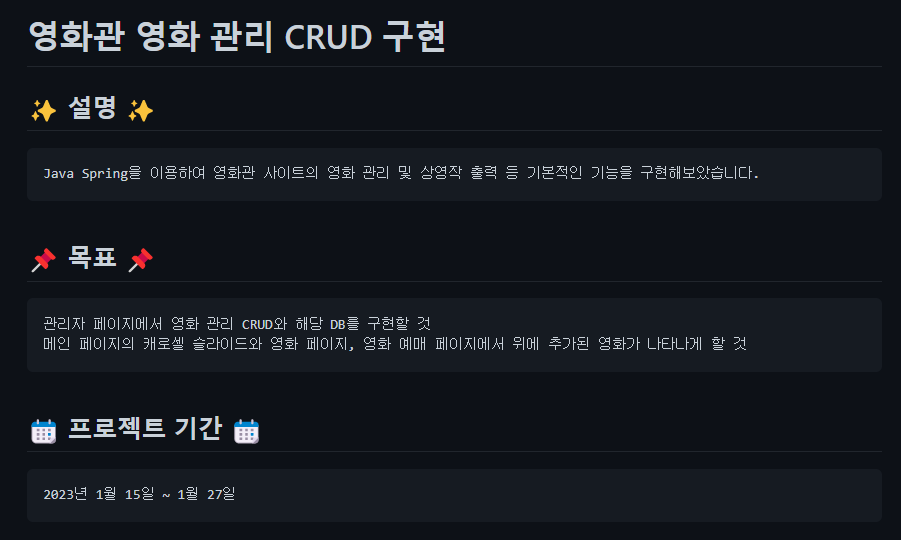 영화관 영화 관리 CRUD 구현
✨ 설명 ✨
Java Spring을 이용하여 영화관 사이트의 영화 관리 및 상영작 출력 등 기본적인 기능을 구현해보았습니다.
📌 목표 📌
관리자 페이지에서 영화 관리 CRUD와 해당 DB를 구현할 것
메인 페이지의 캐로셀 슬라이드와 영화 페이지, 영화 예매 페이지에서 위에 추가된 영화가 나타나게 할 것
🗓️ 프로젝트 기간 🗓️
2023년 1월 15일 ~ 1월 27일